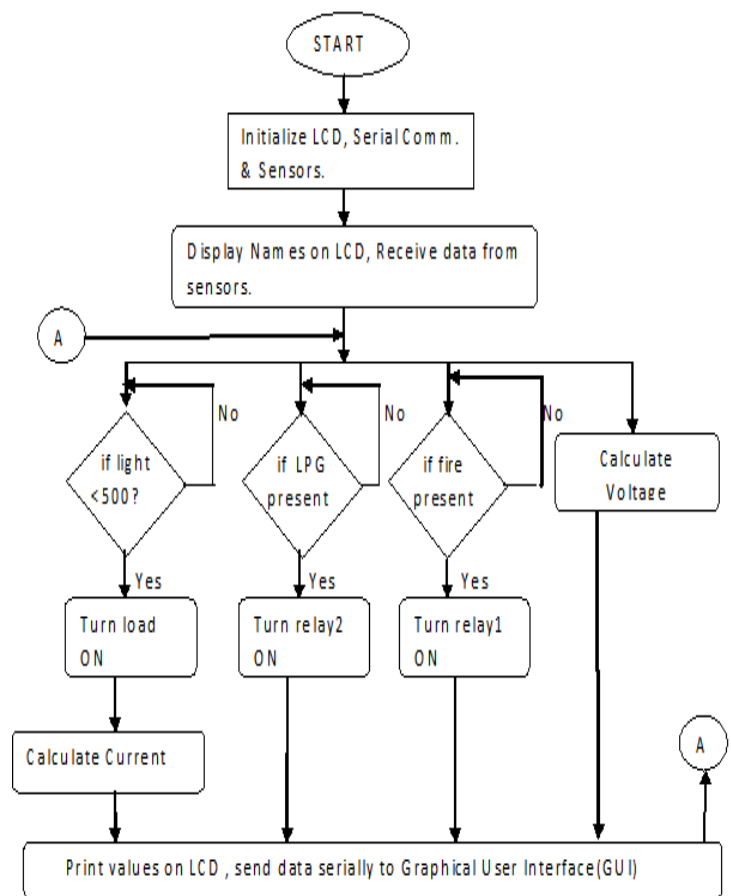 START
Initialize LCD, Serial Comm.
& Sensors.
Display Names on LCD, Receive data from
sensors.
A
No
No
No
if light
<500?
if LPG
present
if fire
present
Calculate
Voltage
Yes
Yes
Yes
Turn load
ON
Turn relay2
ON
Turn relay1
ON
Calculate Current
A
Print values on LCD , send data serially to Graphical User Interface(GUI)